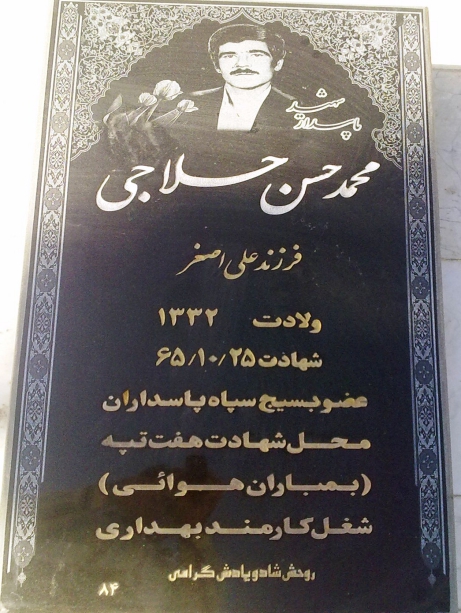 شهید
پاسدار
محمد حسن حلاجی
فرزند علی اصغر
ولادت ۱۳۳۲
شهادت ۶۵/۱۰/۲۵
عضو بسیج سپاه پاسداران
محل شهادت هفت تپه
(بمباران هوائی)
شغل کارمند بهداری
روحش شاد و یادش گرامی
۸۴